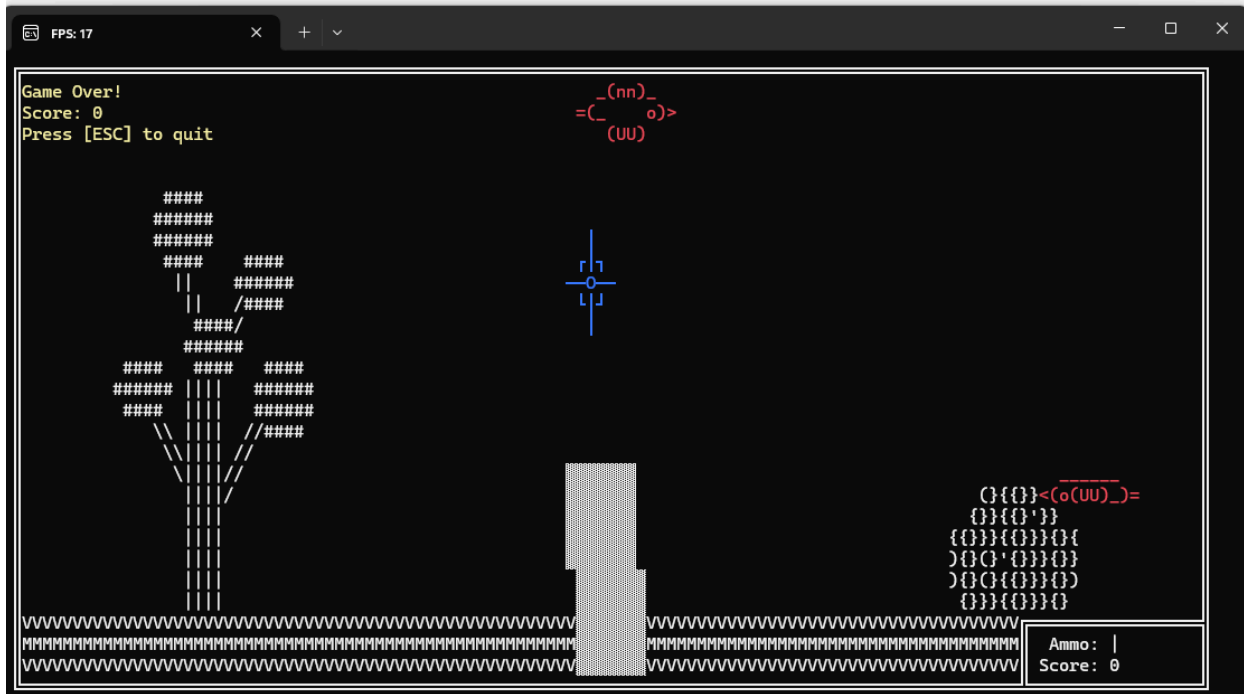 FPS: 17
Game Over!
Score: 0
Press [ESC] to quit
Ammo: |
Score: 0